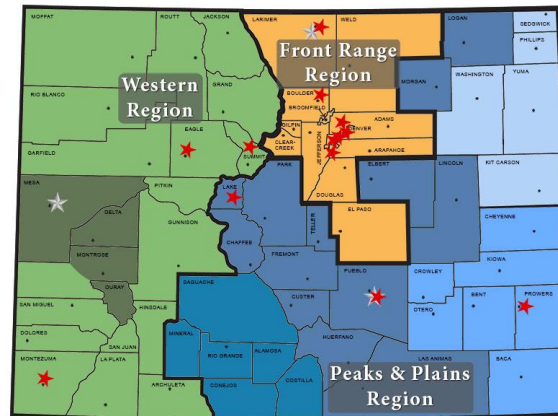 MOFFAT
ROUTT
JACKSON
LARIMER
WELD
LOGAN
SEDGWICK
PHILLIPS
Front Range
Region
MORGAN
WASHINGTON
YUMA
RIO BLANCO
Western
Region
GRAND
BOULDER
BROOMFIELD
GILPIN
DENVER
ADAMS
CLEAR-
CREEK
JEFFERSON
ARAPAHOE
GARFIELD
EAGLE
SUMMIT
DOUGLAS
ELBERT
LINCOLN
KIT CARSON
MESA
PITKIN
LAKE
PARK
TELLER
EL PASO
DELTA
GUNNISON
CHAFFEE
FREMONT
CHEYENNE
MONTROSE
OURAY
PUEBLO
CROWLEY
KIOWA
SAN MIGUEL
HINSDALE
SAGUACHE
CUSTER
OTERO
BENT
PROWERS
DOLORES
SAN JUAN
MINERAL
HUERFANO
MONTEZUMA
LA PLATA
RIO GRANDE
ALAMOSA
LAS ANIMAS
BACA
ARCHULETA
CONEJOS
COSTILLA
Peaks & Plains
Region